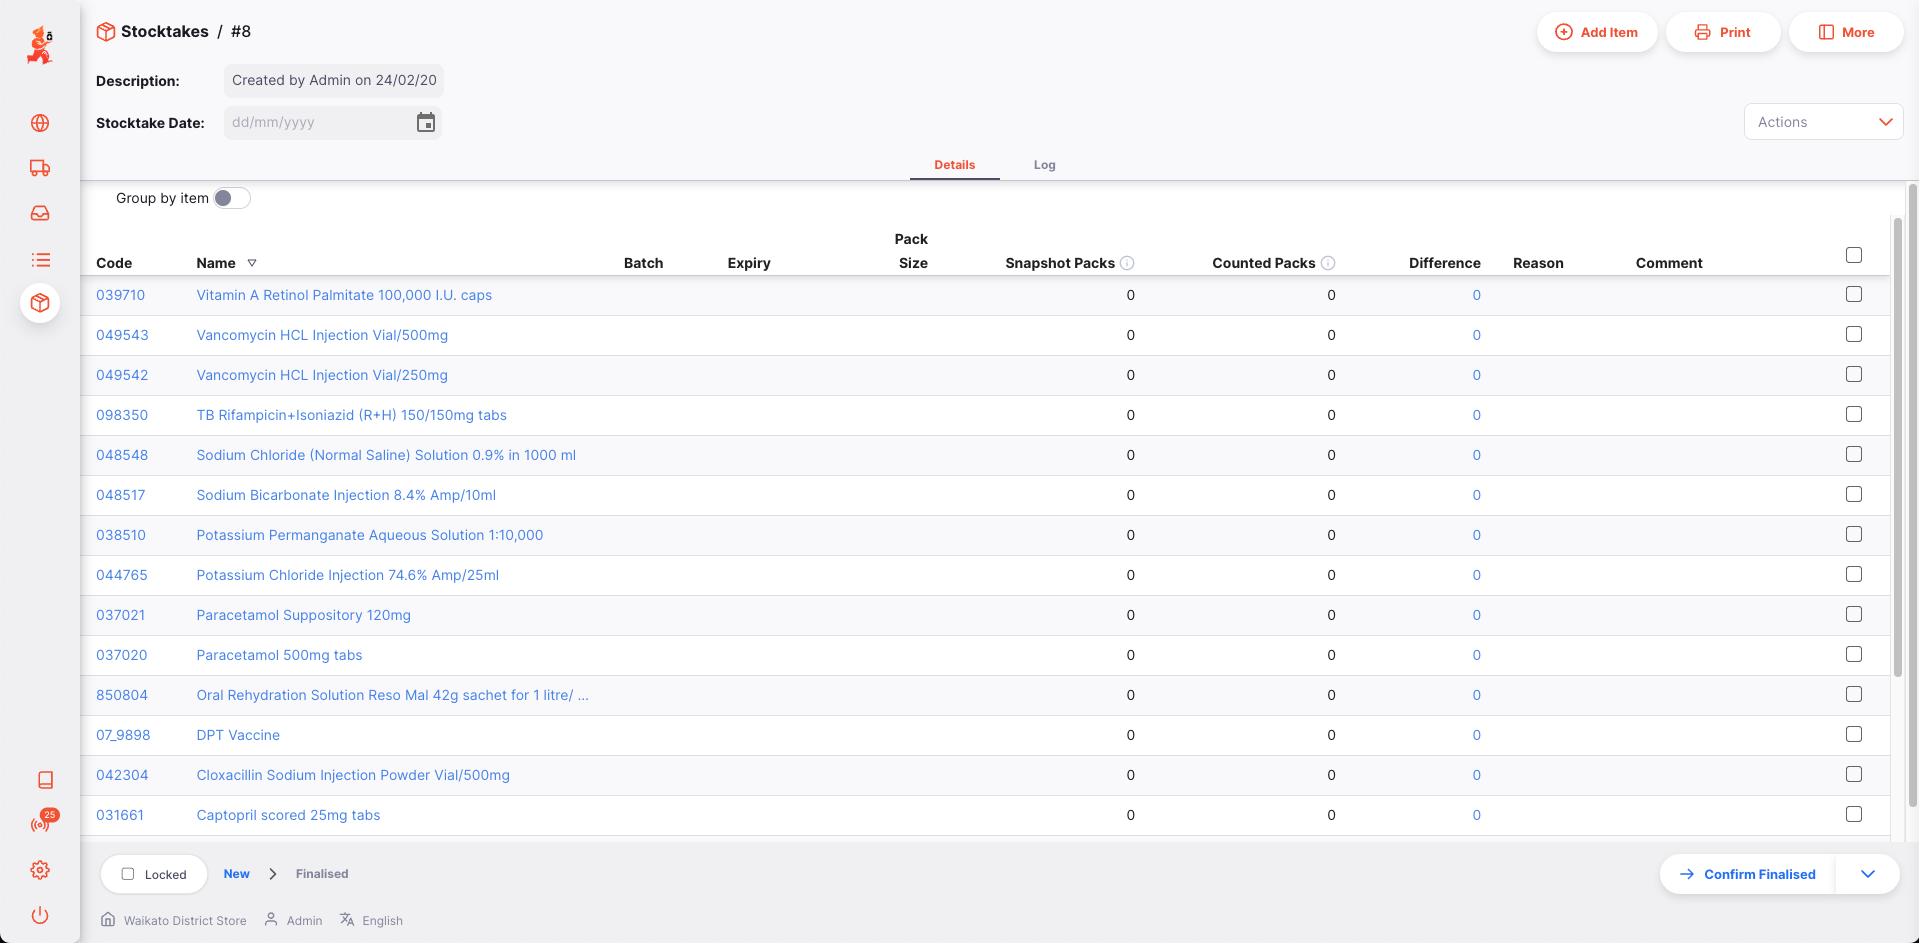 Stocktakes / #8
Add Item
Print
More
Description: Created by Admin on 24/02/20
Stocktake Date: dd/mm/yyyy
Actions
Details Log
Group by item
Code Name Batch Expiry Pack Size Snapshot Packs Counted Packs Difference Reason Comment
039710 Vitamin A Retinol Palmitate 100,000 I.U. caps 0 0 0
049543 Vancomycin HCL Injection Vial/500mg 0 0 0
049542 Vancomycin HCL Injection Vial/250mg 0 0 0
098350 TB Rifampicin+Isoniazid (R+H) 150/150mg tabs 0 0 0
048548 Sodium Chloride (Normal Saline) Solution 0.9% in 1000 ml 0 0 0
048517 Sodium Bicarbonate Injection 8.4% Amp/10ml 0 0 0
038510 Potassium Permanganate Aqueous Solution 1:10,000 0 0 0
044765 Potassium Chloride Injection 74.6% Amp/25ml 0 0 0
037021 Paracetamol Suppository 120mg 0 0 0
037020 Paracetamol 500mg tabs 0 0 0
850804 Oral Rehydration Solution Reso Mal 42g sachet for 1 litre/ ... 0 0 0
07_9898 DPT Vaccine 0 0 0
042304 Cloxacillin Sodium Injection Powder Vial/500mg 0 0 0
031661 Captopril scored 25mg tabs 0 0 0
25
Locked New Finalised
Confirm Finalised
Waikato District Store Admin English